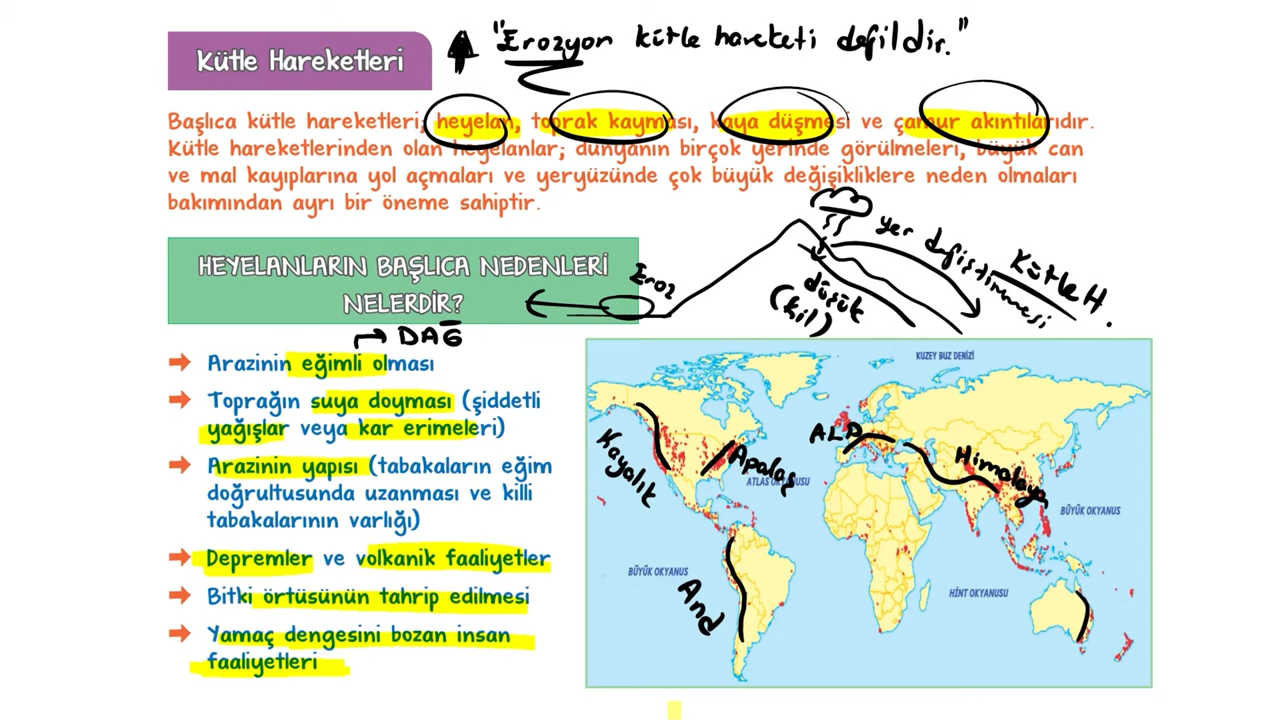 Kütle Hareketleri
"Erozyon kütle hareketi değildir."
Başlıca kütle hareketleri; heyelan, toprak kayması, kaya düşmesi ve çamur akıntılarıdır.
Kütle hareketlerinden olan heyelanlar; dünyanın birçok yerinde görülmeleri, büyük can
ve mal kayıplarına yol açmaları ve yeryüzünde çok büyük değişikliklere neden olmaları
bakımından ayrı bir öneme sahiptir.
HEYELANLARIN BAŞLICA NEDENLERİ
NELERDİR?
Eroz
yer değiştirmesi
Kütle H.
düşük
(kil)
DAĞ
Arazinin eğimli olması
Toprağın suya doyması (şiddetli
yağışlar veya kar erimeleri)
Arazinin yapısı (tabakaların eğim
doğrultusunda uzanması ve killi
tabakalarının varlığı)
Depremler ve volkanik faaliyetler
Bitki örtüsünün tahrip edilmesi
Yamaç dengesini bozan insan
faaliyetleri
KUZEY BUZ DENİZİ
Kayalık
Apalaş
ALP
Himalaya
ATLAS OKYANUSU
BÜYÜK OKYANUS
BÜYÜK OKYANUS
And
HİNT OKYANUSU